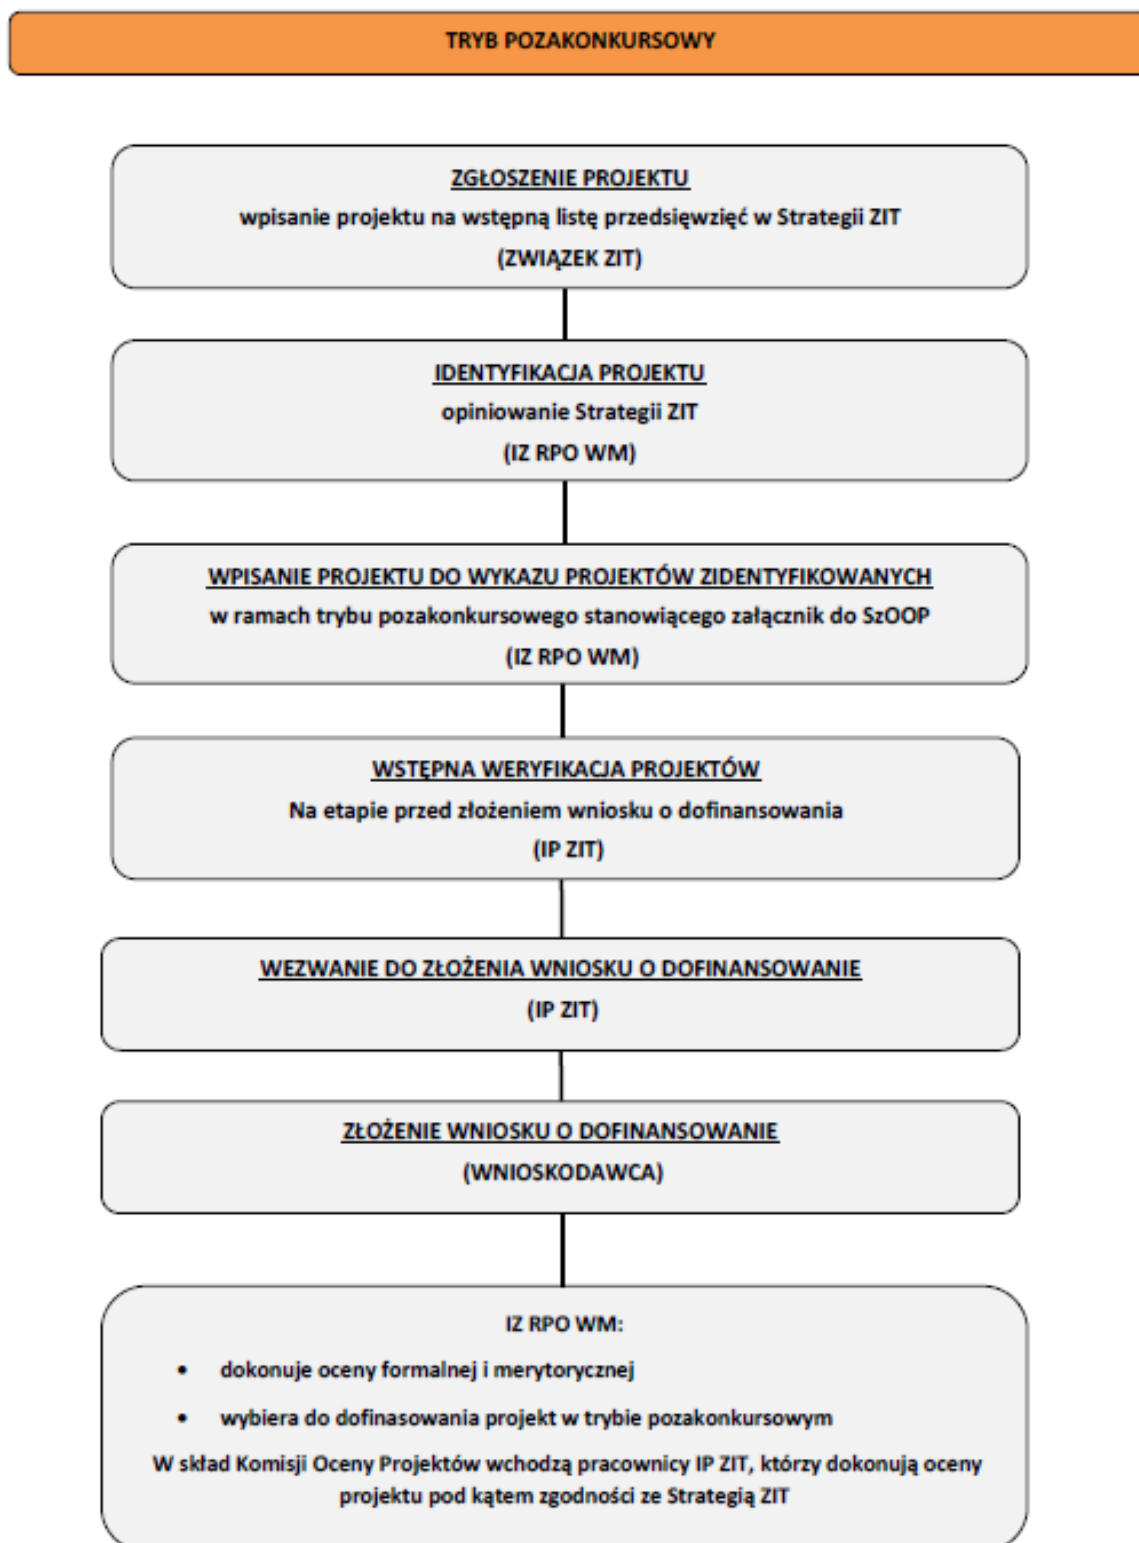 TRYB POZAKONKURSOWY
ZGŁOSZENIE PROJEKTU
wpisanie projektu na wstępną listę przedsięwzięć w Strategii ZIT
(ZWIĄZEK ZIT)
IDENTYFIKACJA PROJEKTU
opiniowanie Strategii ZIT
(IZ RPO WM)
WPISANIE PROJEKTU DO WYKAZU PROJEKTÓW ZIDENTYFIKOWANYCH
w ramach trybu pozakonkursowego stanowiącego załącznik do SzOOP
(IZ RPO WM)
WSTĘPNA WERYFIKACJA PROJEKTÓW
Na etapie przed złożeniem wniosku o dofinansowania
(IP ZIT)
WEZWANIE DO ZŁOŻENIA WNIOSKU O DOFINANSOWANIE
(IP ZIT)
ZŁOŻENIE WNIOSKU O DOFINANSOWANIE
(WNIOSKODAWCA)
IZ RPO WM:
• dokonuje oceny formalnej i merytorycznej
• wybiera do dofinasowania projekt w trybie pozakonkursowym
W skład Komisji Oceny Projektów wchodzą pracownicy IP ZIT, którzy dokonują oceny
projektu pod kątem zgodności ze Strategią ZIT